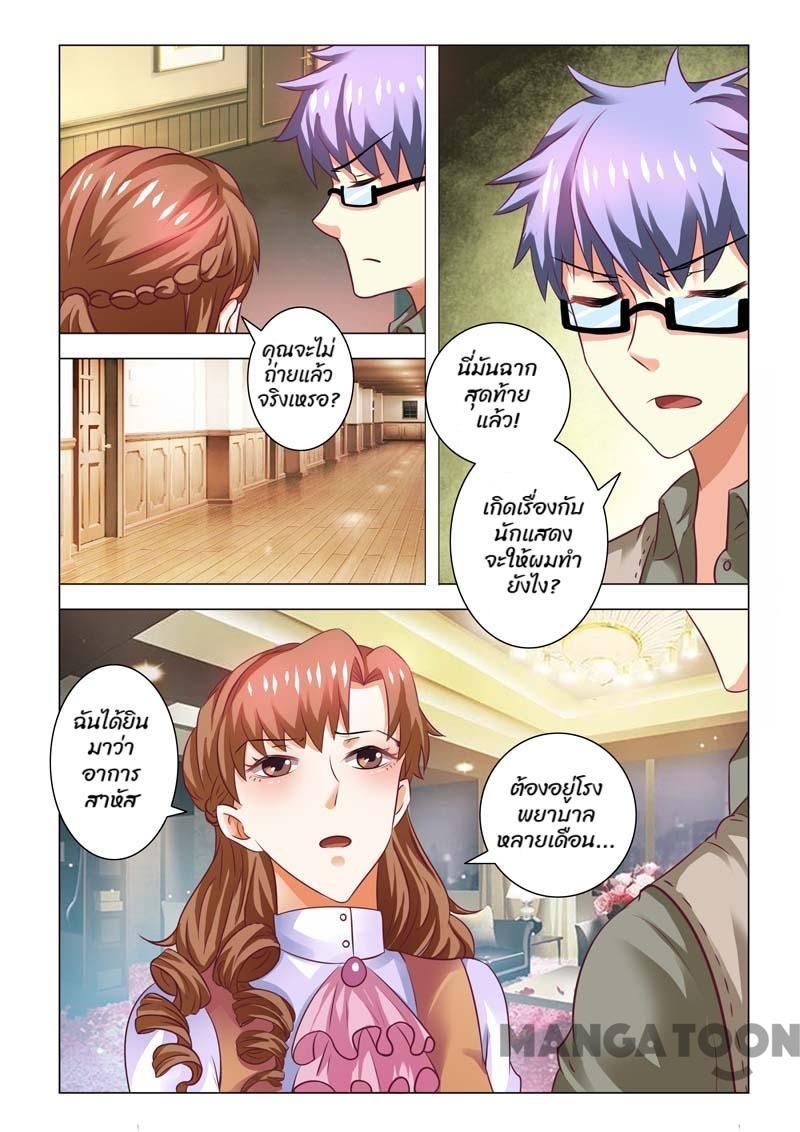 คุณจะไม่
ถ่ายแล้ว
จริงเหรอ?
นี่มันฉาก
สุดท้าย
แล้ว!
เกิดเรื่องกับ
นักแสดง
จะให้ผมทำ
ยังไง?
ฉันได้ยิน
มาว่า
อาการ
สาหัส
ต้องอยู่โรง
พยาบาล
หลายเดือน...
MANGATOON